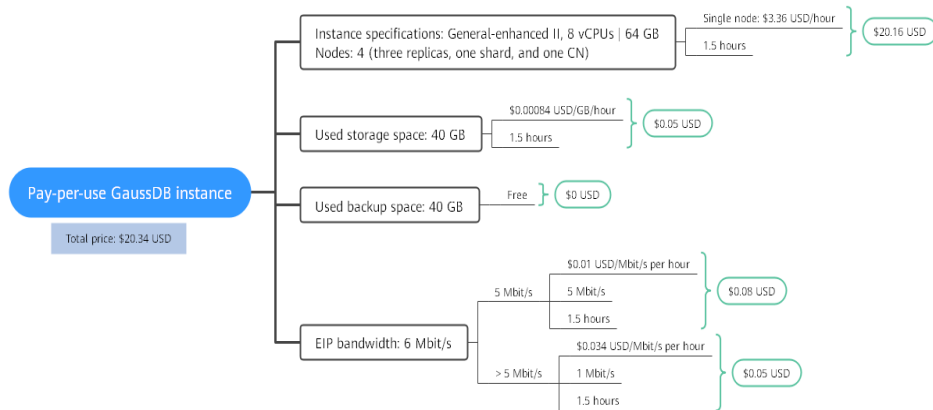 Instance specifications: General-enhanced II, 8 vCPUs | 64 GB
Nodes: 4 (three replicas, one shard, and one CN)
Single node: $3.36 USD/hour
1.5 hours
$20.16 USD
Used storage space: 40 GB
$0.00084 USD/GB/hour
1.5 hours
$0.05 USD
Pay-per-use GaussDB instance
Total price: $20.34 USD
Used backup space: 40 GB
Free
$0 USD
EIP bandwidth: 6 Mbit/s
5 Mbit/s
$0.01 USD/Mbit/s per hour
5 Mbit/s
1.5 hours
$0.08 USD
> 5 Mbit/s
$0.034 USD/Mbit/s per hour
1 Mbit/s
1.5 hours
$0.05 USD